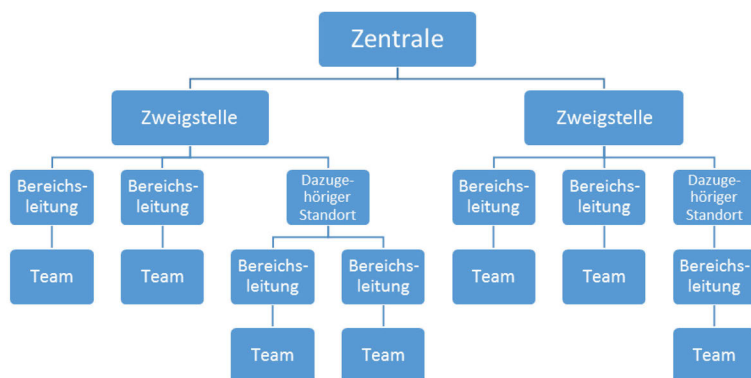 Zentrale
Zweigstelle
Zweigstelle
Bereichs-
leitung
Bereichs-
leitung
Dazuge-
höriger
Standort
Bereichs-
leitung
Bereichs-
leitung
Dazuge-
höriger
Standort
Team
Team
Bereichs-
leitung
Bereichs-
leitung
Team
Team
Bereichs-
leitung
Team
Team
Team